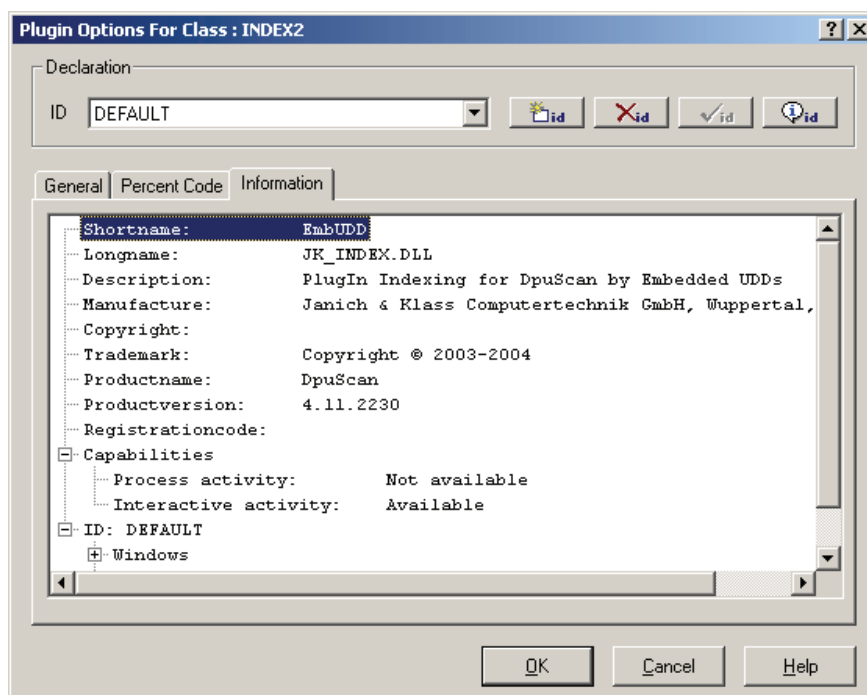 Plugin Options For Class : INDEX2
Declaration
ID DEFAULT id id id id
General Percent Code Information
Shortname: EmbUDD
Longname: JK_INDEX.DLL
Description: PlugIn Indexing for DpuScan by Embedded UDDs
Manufacture: Janich & Klass Computertechnik GmbH, Wuppertal,
Copyright:
Trademark: Copyright © 2003-2004
Productname: DpuScan
Productversion: 4.11.2230
Registrationcode:
Capabilities
Process activity: Not available
Interactive activity: Available
ID: DEFAULT
Windows
OK Cancel Help